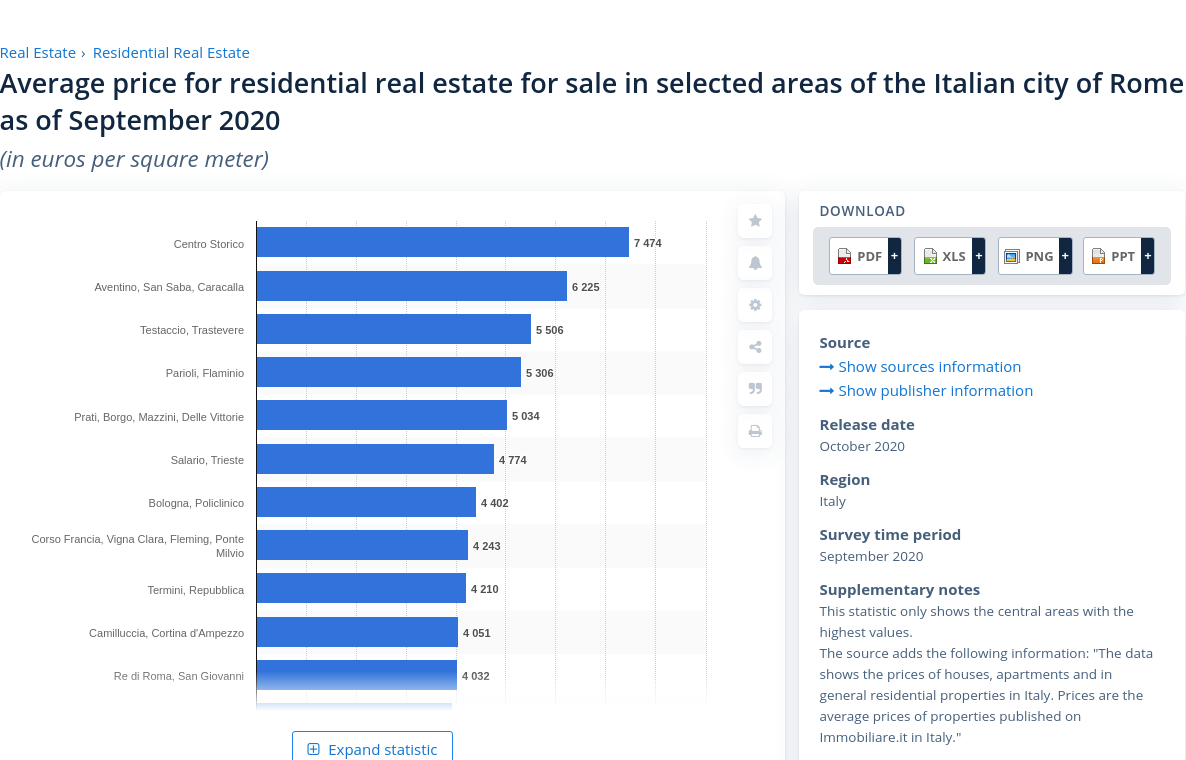 Real Estate › Residential Real Estate
Average price for residential real estate for sale in selected areas of the Italian city of Rome
as of September 2020
(in euros per square meter)
Centro Storico 7 474
Aventino, San Saba, Caracalla 6 225
Testaccio, Trastevere 5 506
Parioli, Flaminio 5 306
Prati, Borgo, Mazzini, Delle Vittorie 5 034
Salario, Trieste 4 774
Bologna, Policlinico 4 402
Corso Francia, Vigna Clara, Fleming, Ponte
Milvio 4 243
Termini, Repubblica 4 210
Camilluccia, Cortina d'Ampezzo 4 051
Re di Roma, San Giovanni 4 032
Expand statistic
DOWNLOAD
PDF + XLS + PNG + PPT +
Source
Show sources information
Show publisher information
Release date
October 2020
Region
Italy
Survey time period
September 2020
Supplementary notes
This statistic only shows the central areas with the
highest values.
The source adds the following information: "The data
shows the prices of houses, apartments and in
general residential properties in Italy. Prices are the
average prices of properties published on
Immobiliare.it in Italy."